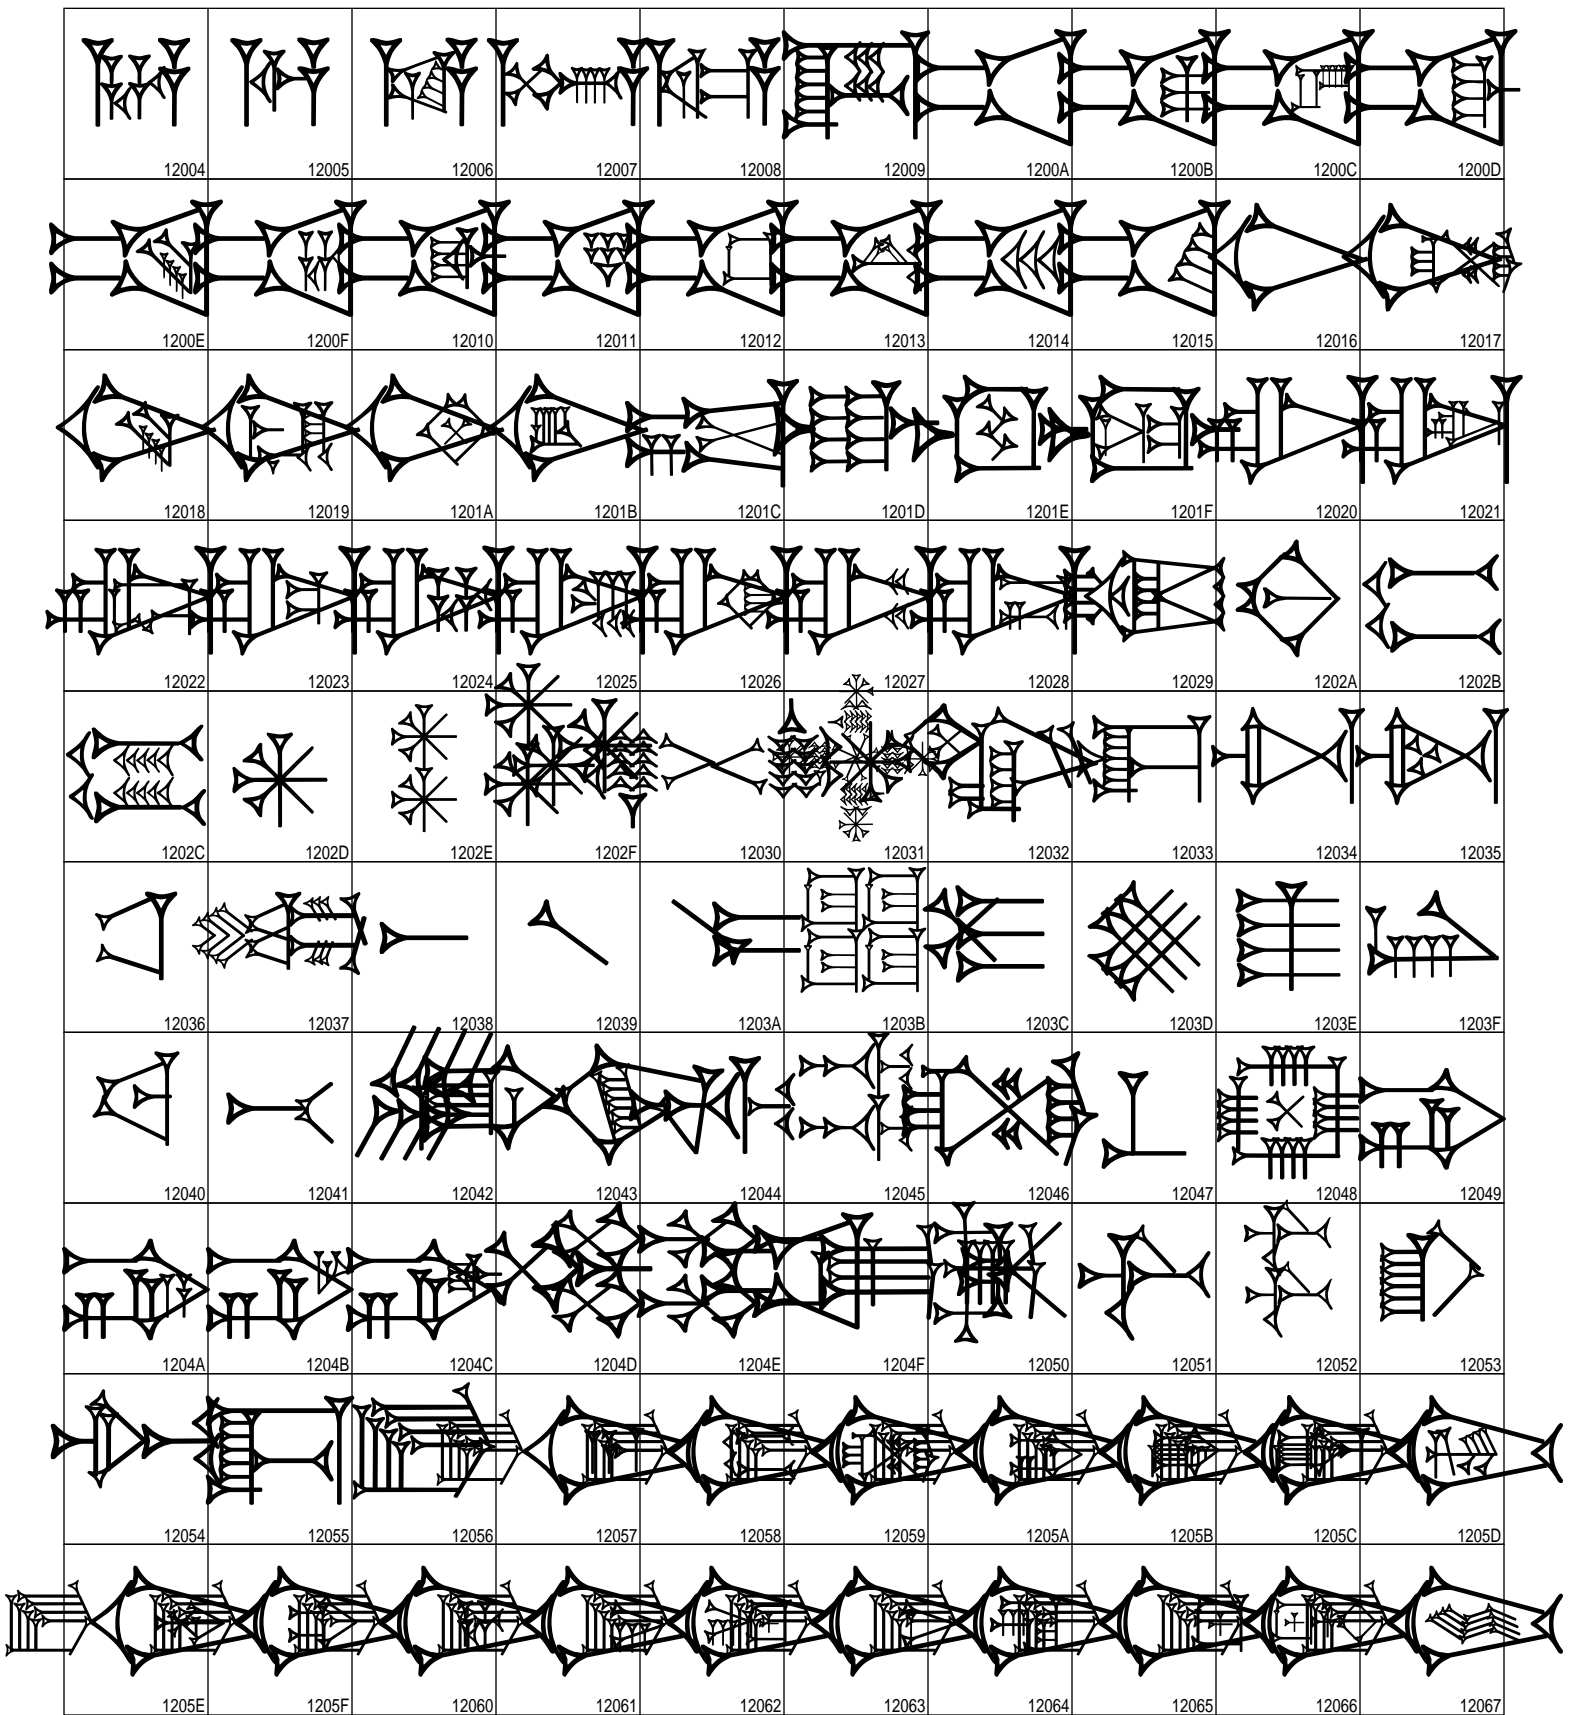 𒀄 𒀅 𒀆 𒀇 𒀈 𒀉 𒀊 𒀋 𒀌 𒀍
12004 12005 12006 12007 12008 12009 1200A 1200B 1200C 1200D
𒀎 𒀏 𒀐 𒀑 𒀒 𒀓 𒀔 𒀕 𒀖 𒀗
1200E 1200F 12010 12011 12012 12013 12014 12015 12016 12017
𒀘 𒀙 𒀚 𒀛 𒀜 𒀝 𒀞 𒀟 𒀠 𒀡
12018 12019 1201A 1201B 1201C 1201D 1201E 1201F 12020 12021
𒀢 𒀣 𒀤 𒀥 𒀦 𒀧 𒀨 𒀩 𒀪 𒀫
12022 12023 12024 12025 12026 12027 12028 12029 1202A 1202B
𒀬 𒀭 𒀮 𒀯 𒀰 𒀱 𒀲 𒀳 𒀴 𒀵
1202C 1202D 1202E 1202F 12030 12031 12032 12033 12034 12035
𒀶 𒀷 𒀸 𒀹 𒀺 𒀻 𒀼 𒀽 𒀾 𒀿
12036 12037 12038 12039 1203A 1203B 1203C 1203D 1203E 1203F
𒁀 𒁁 𒁂 𒁃 𒁄 𒁅 𒁆 𒁇 𒁈 𒁉
12040 12041 12042 12043 12044 12045 12046 12047 12048 12049
𒁊 𒁋 𒁌 𒁍 𒁎 𒁏 𒁐 𒁑 𒁒 𒁓
1204A 1204B 1204C 1204D 1204E 1204F 12050 12051 12052 12053
𒁔 𒁕 𒁖 𒁗 𒁘 𒁙 𒁚 𒁛 𒁜 𒁝
12054 12055 12056 12057 12058 12059 1205A 1205B 1205C 1205D
𒁞 𒁟 𒁠 𒁡 𒁢 𒁣 𒁤 𒁥 𒁦 𒁧
1205E 1205F 12060 12061 12062 12063 12064 12065 12066 12067